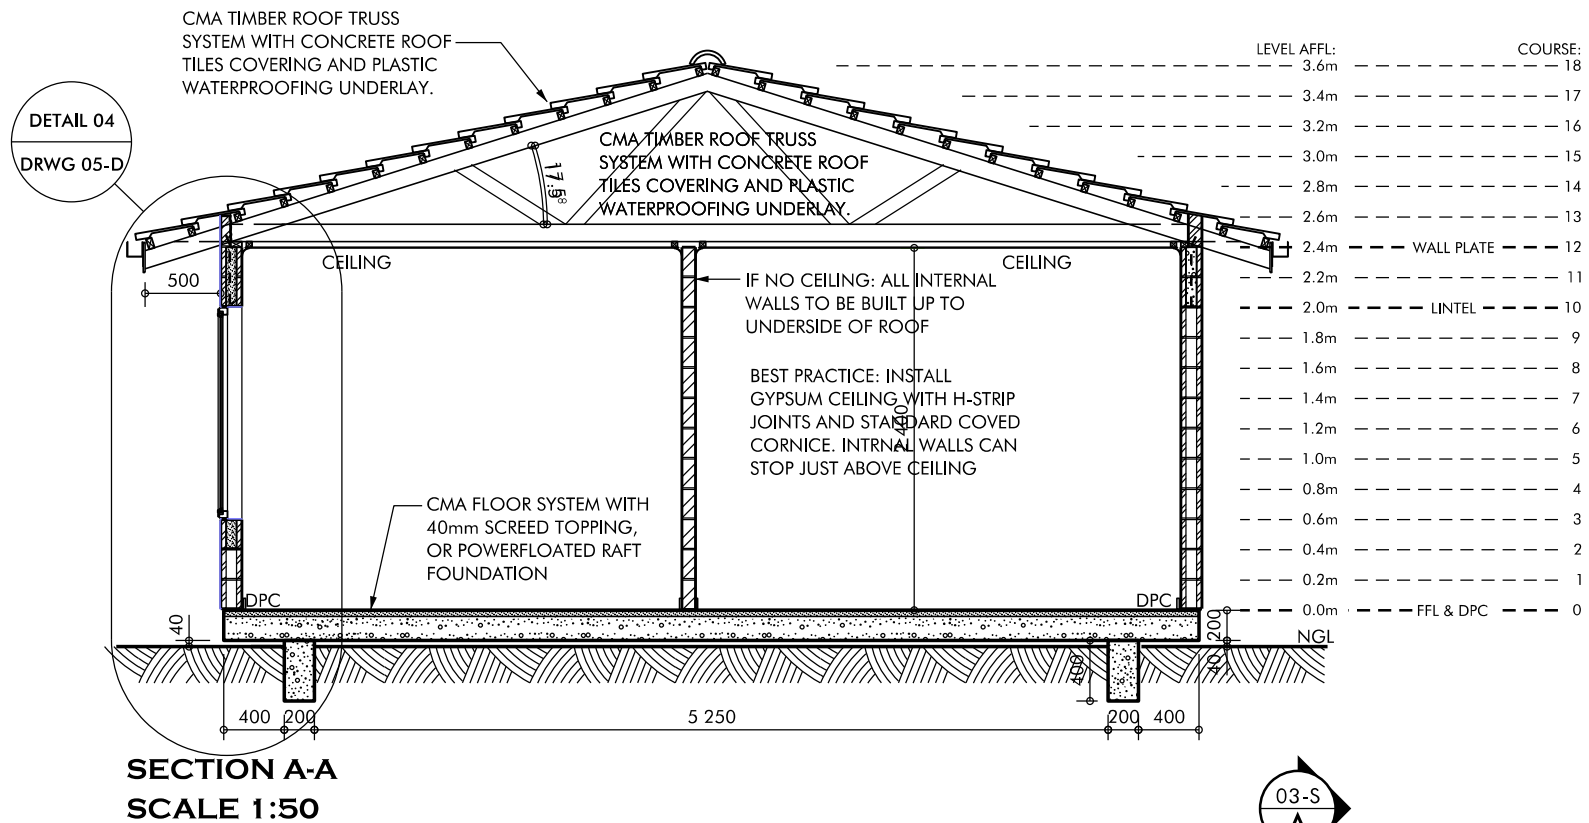 CMA TIMBER ROOF TRUSS
SYSTEM WITH CONCRETE ROOF
TILES COVERING AND PLASTIC
WATERPROOFING UNDERLAY.
DETAIL 04
DRWG 05-D
CMA TIMBER ROOF TRUSS
SYSTEM WITH CONCRETE ROOF
TILES COVERING AND PLASTIC
WATERPROOFING UNDERLAY.
CEILING
CEILING
500
IF NO CEILING: ALL INTERNAL
WALLS TO BE BUILT UP TO
UNDERSIDE OF ROOF
BEST PRACTICE: INSTALL
GYPSUM CEILING WITH H-STRIP
JOINTS AND STANDARD COVED
CORNICE. INTRNAL WALLS CAN
STOP JUST ABOVE CEILING
2 400
CMA FLOOR SYSTEM WITH
40mm SCREED TOPPING,
OR POWERFLOATED RAFT
FOUNDATION
DPC
DPC
40
200
NGL
40
400
400
200
5 250
200
400
LEVEL AFFL: COURSE:
3.6m 18
3.4m 17
3.2m 16
3.0m 15
2.8m 14
2.6m 13
2.4m WALL PLATE 12
2.2m 11
2.0m LINTEL 10
1.8m 9
1.6m 8
1.4m 7
1.2m 6
1.0m 5
0.8m 4
0.6m 3
0.4m 2
0.2m 1
0.0m FFL & DPC 0
SECTION A-A
SCALE 1:50
03-S
A